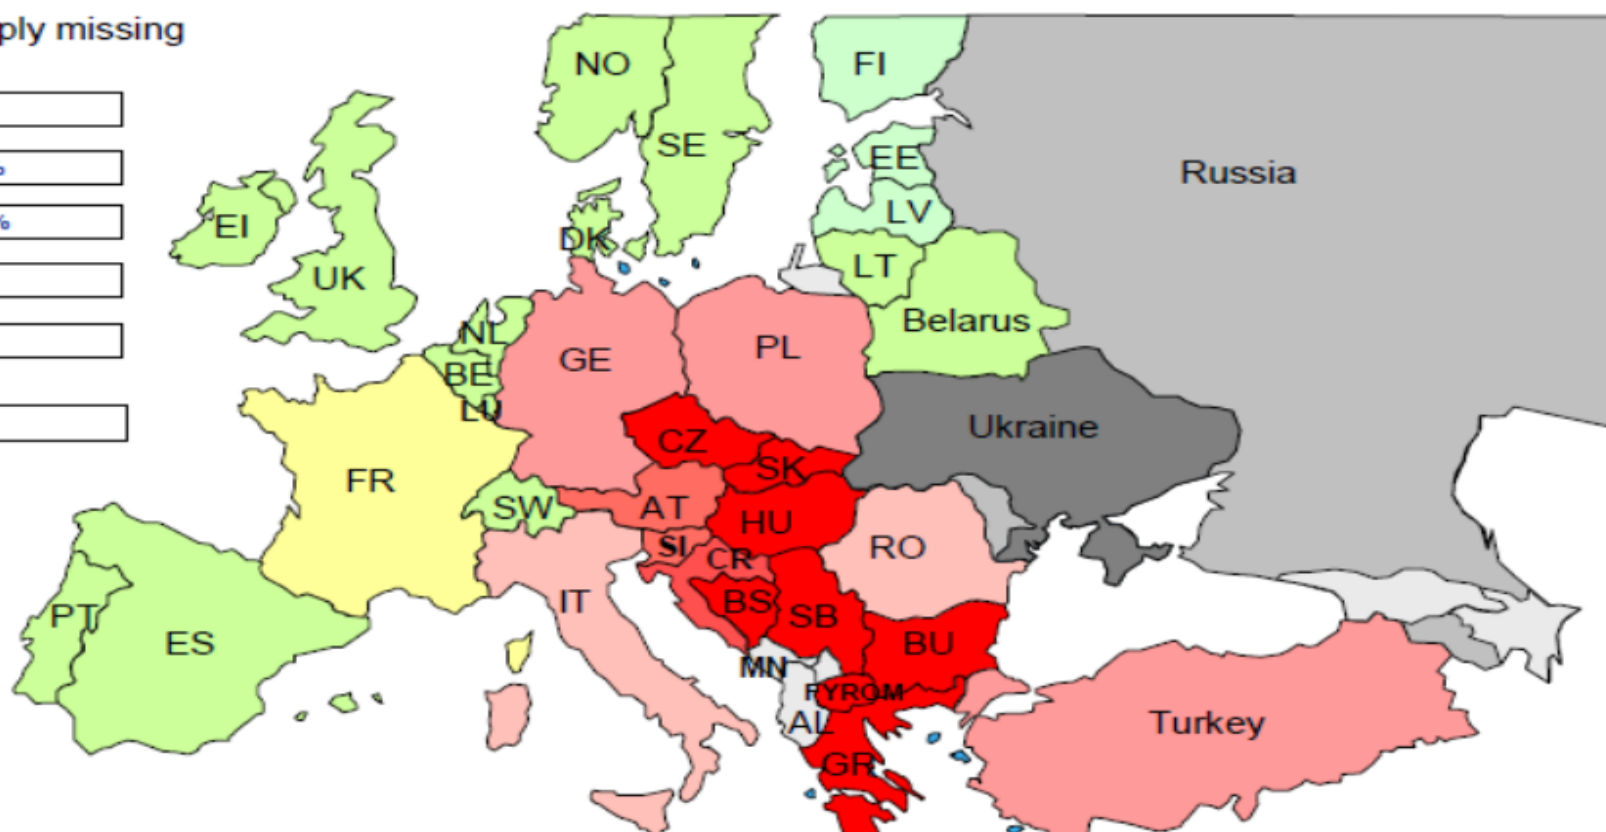 ply missing
NO
FI
SE
EE
Russia
%
LV
EI
DK
LT
UK
Belarus
NL
PL
GE
BE
LU
Ukraine
CZ
SK
FR
SW
AT
HU
SI
CR
RO
BS
IT
SB
PT
ES
BU
MN
FYROM
AL
Turkey
GR